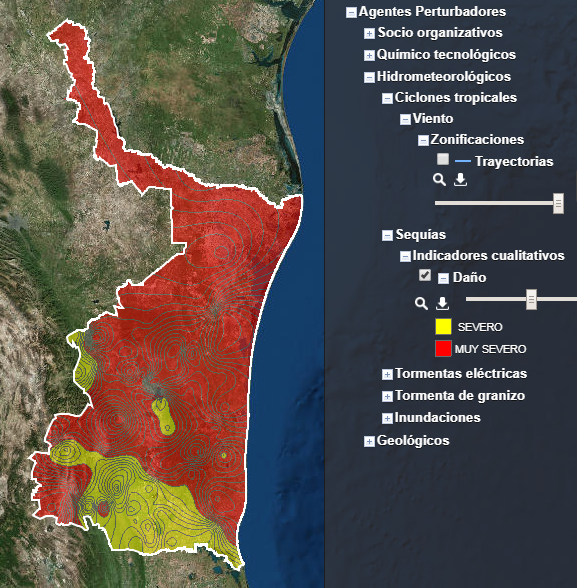 Agentes Perturbadores
Socio organizativos
Químico tecnológicos
Hidrometeorológicos
Ciclones tropicales
Viento
Zonificaciones
Trayectorias
Sequias
Indicadores cualitativos
Daño
SEVERO
MUY SEVERO
Tormentas eléctricas
Tormenta de granizo
Inundaciones
Geológicos